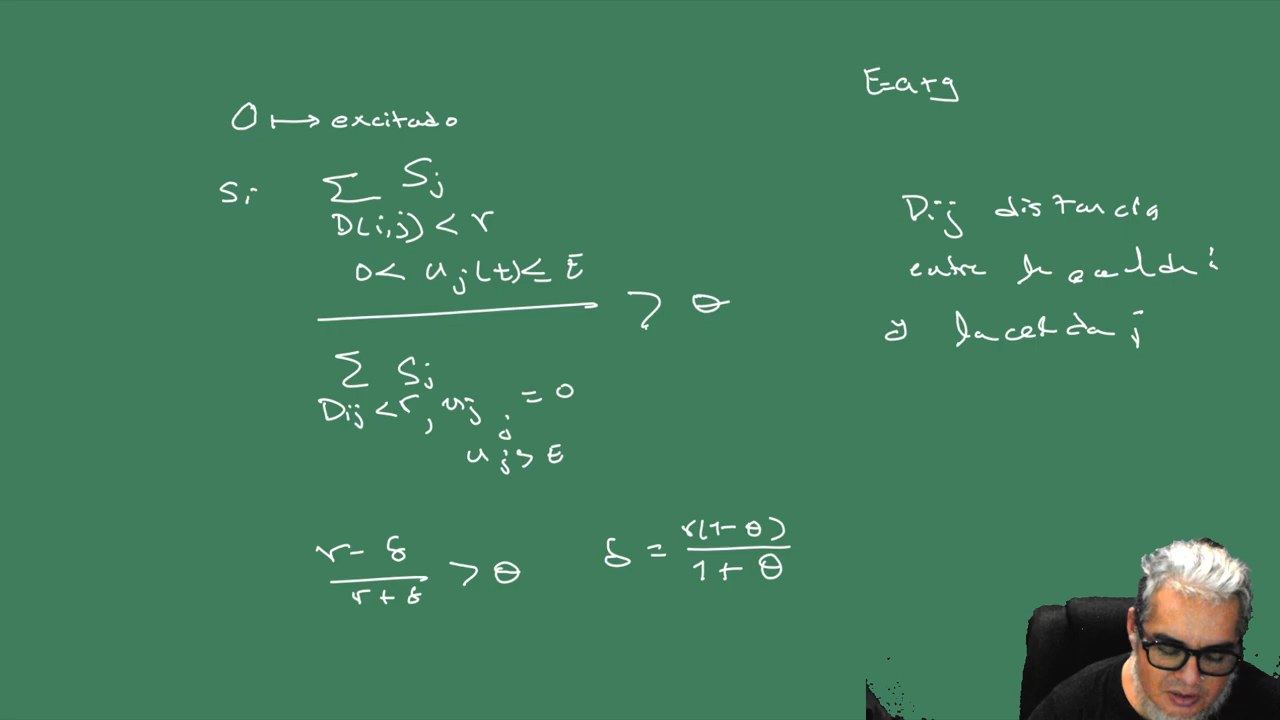 E=a+g
0 ⟼ excitado
Si ∑ Sj
D(i,j) < r
0 < uj(t) ≤ E
> θ
∑ Sj
Dij < r, uj = 0
uj > E
Dij distancia
entre la celda i
y la celda j
r - δ / r + δ > θ
δ = r(1-θ) / 1 + θ